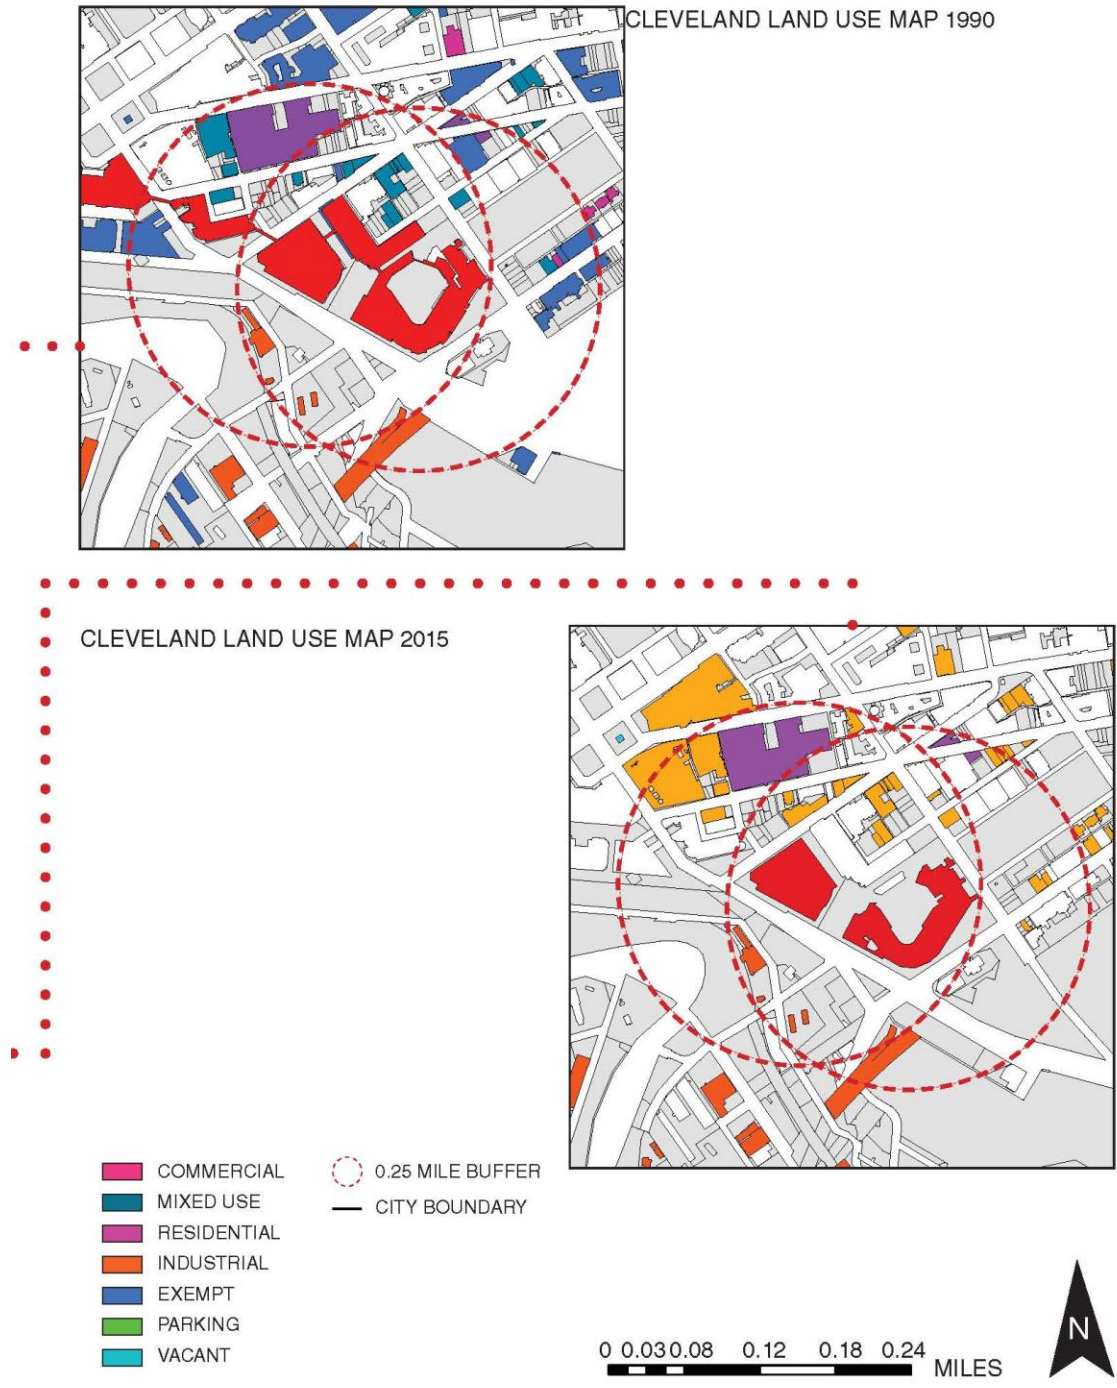 CLEVELAND LAND USE MAP 1990
CLEVELAND LAND USE MAP 2015
COMMERCIAL
MIXED USE
RESIDENTIAL
INDUSTRIAL
EXEMPT
PARKING
VACANT
0.25 MILE BUFFER
CITY BOUNDARY
0 0.03 0.08 0.12 0.18 0.24 MILES
N